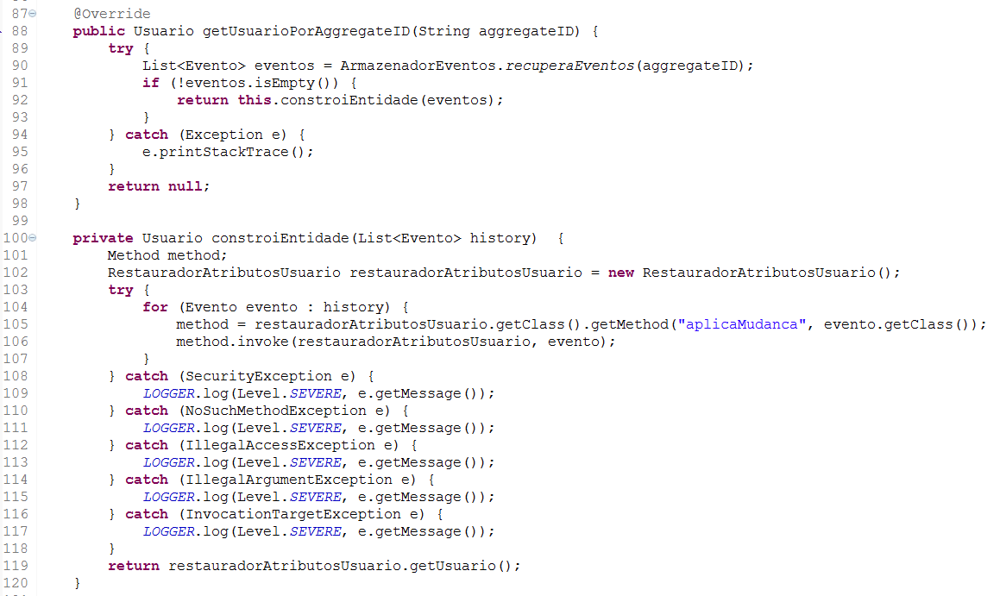 87 @Override
88 public Usuario getUsuarioPorAggregateID(String aggregateID) {
89 try {
90 List<Evento> eventos = ArmazenadorEventos.recuperaEventos(aggregateID);
91 if (!eventos.isEmpty()) {
92 return this.constroiEntidade(eventos);
93 }
94 } catch (Exception e) {
95 e.printStackTrace();
96 }
97 return null;
98 }
99
100 private Usuario constroiEntidade(List<Evento> history)  {
101 Method method;
102 RestauradorAtributosUsuario restauradorAtributosUsuario = new RestauradorAtributosUsuario();
103 try {
104 for (Evento evento : history) {
105 method = restauradorAtributosUsuario.getClass().getMethod("aplicaMudanca", evento.getClass());
106 method.invoke(restauradorAtributosUsuario, evento);
107 }
108 } catch (SecurityException e) {
109 LOGGER.log(Level.SEVERE, e.getMessage());
110 } catch (NoSuchMethodException e) {
111 LOGGER.log(Level.SEVERE, e.getMessage());
112 } catch (IllegalAccessException e) {
113 LOGGER.log(Level.SEVERE, e.getMessage());
114 } catch (IllegalArgumentException e) {
115 LOGGER.log(Level.SEVERE, e.getMessage());
116 } catch (InvocationTargetException e) {
117 LOGGER.log(Level.SEVERE, e.getMessage());
118 }
119 return restauradorAtributosUsuario.getUsuario();
120 }